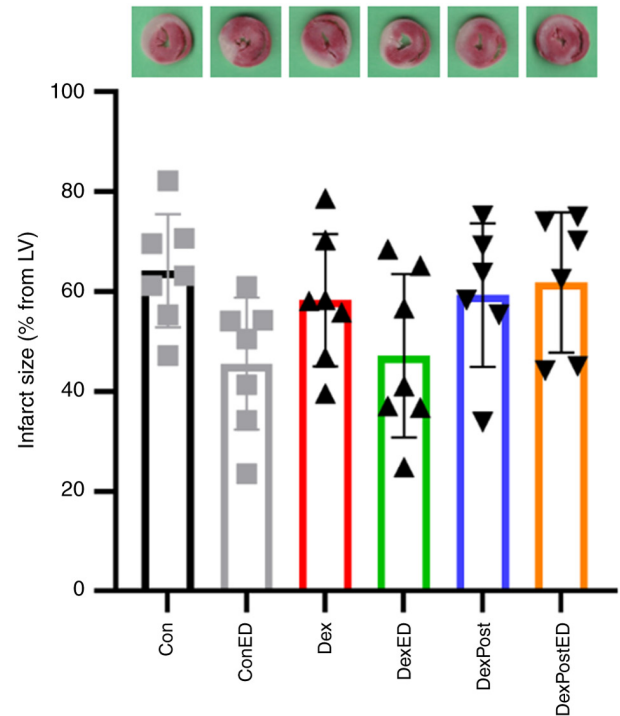 100
80
60
40
20
0
Infarct size (% from LV)
Con
ConED
Dex
DexED
DexPost
DexPostED